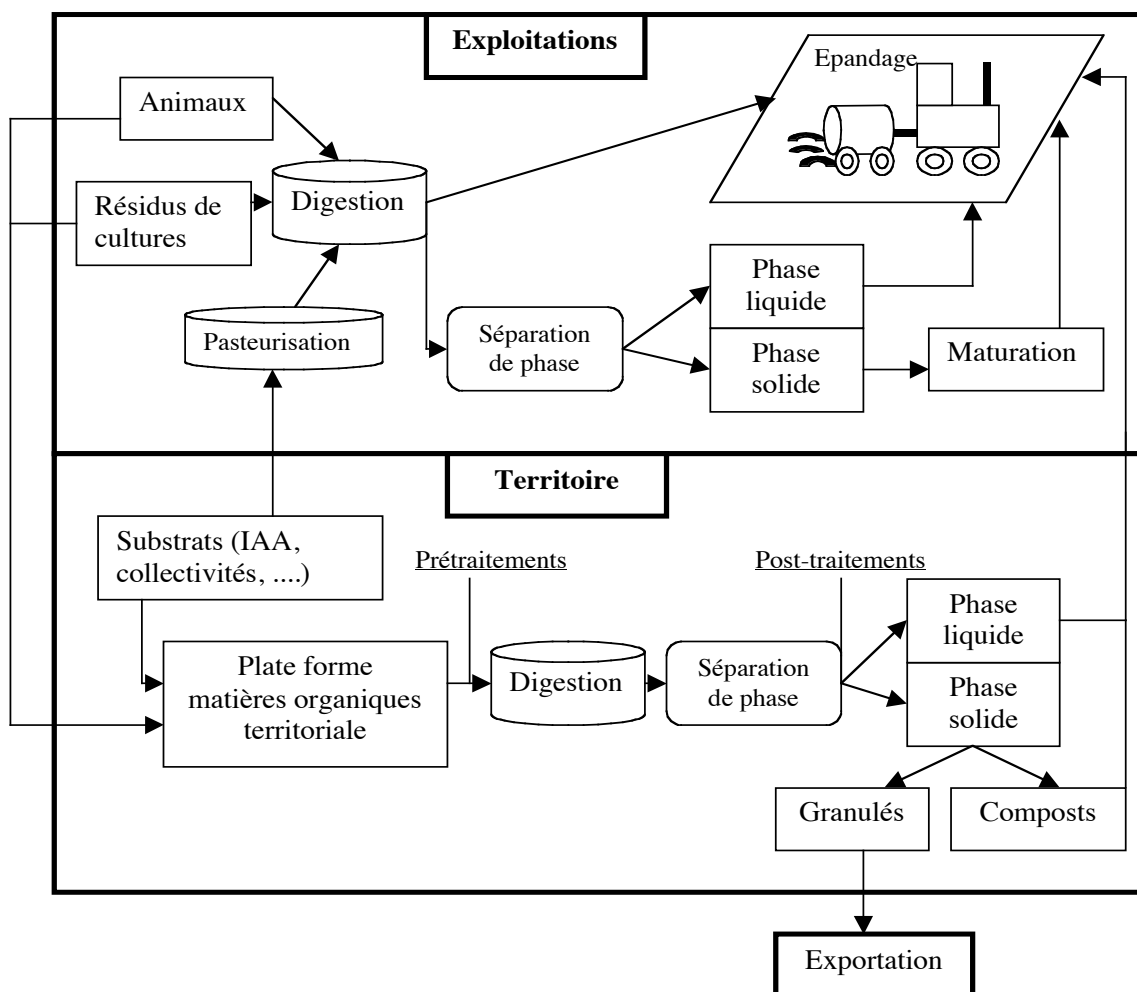 Exploitations
Epandage
Animaux
Digestion
Résidus de
cultures
Phase
liquide
Pasteurisation
Séparation
de phase
Phase
solide
Maturation
Territoire
Substrats (IAA,
collectivités, ....)
Prétraitements
Post-traitements
Phase
liquide
Plate forme
matières organiques
territoriale
Digestion
Séparation
de phase
Phase
solide
Granulés
Composts
Exportation